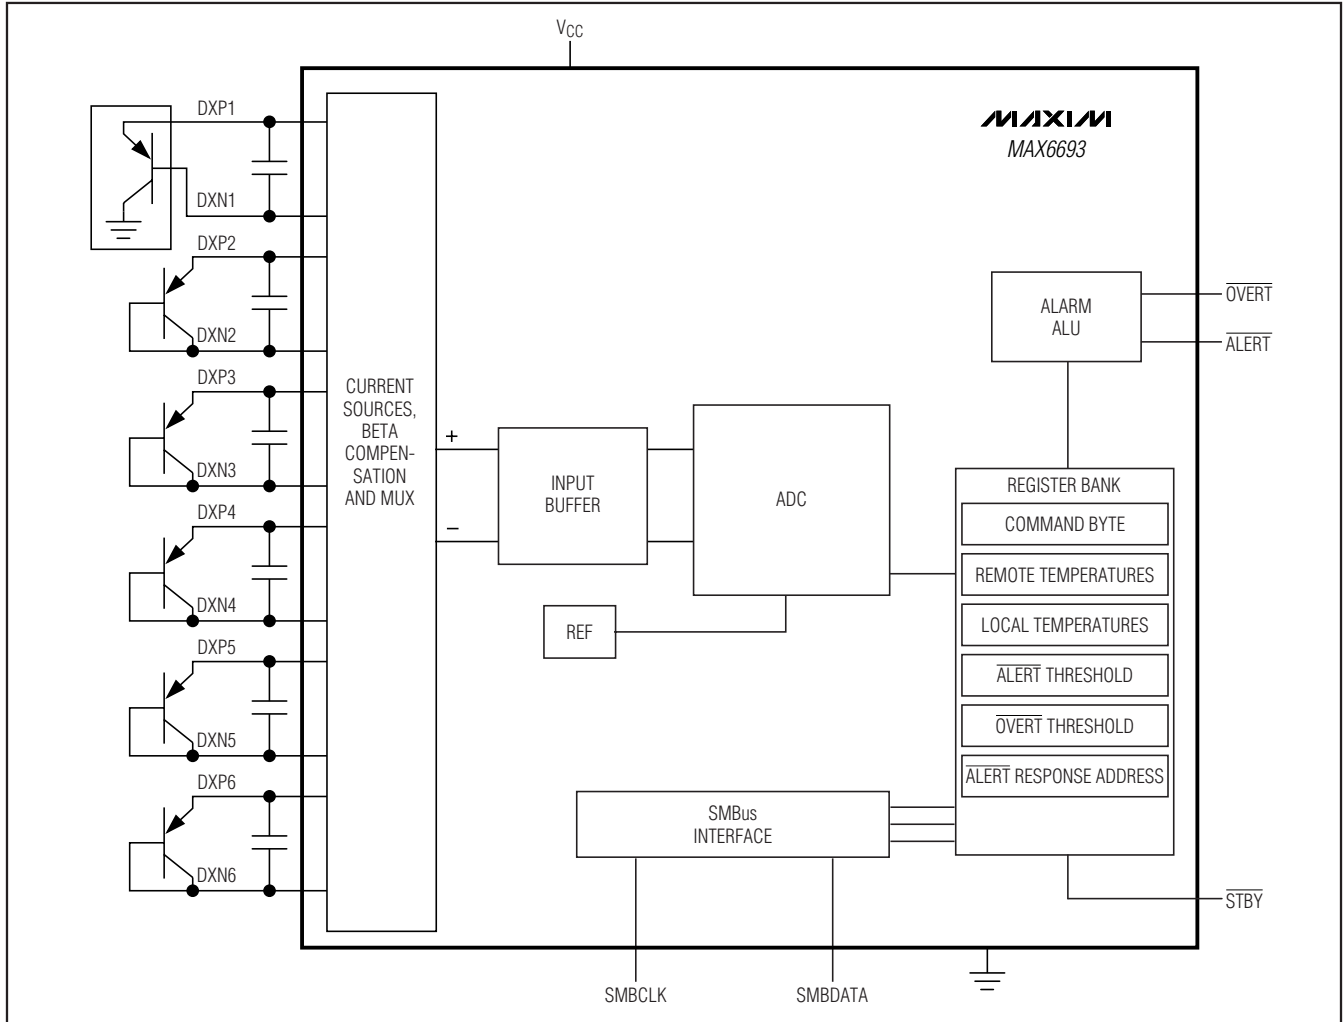 VCC
MAXIM
MAX6693
DXP1
DXN1
DXP2
DXN2
DXP3
DXN3
DXP4
DXN4
DXP5
DXN5
DXP6
DXN6
CURRENT
SOURCES,
BETA
COMPEN-
SATION
AND MUX
+
−
INPUT
BUFFER
ADC
REF
ALARM
ALU
OVERT
ALERT
REGISTER BANK
COMMAND BYTE
REMOTE TEMPERATURES
LOCAL TEMPERATURES
ALERT THRESHOLD
OVERT THRESHOLD
ALERT RESPONSE ADDRESS
SMBus
INTERFACE
STBY
SMBCLK
SMBDATA